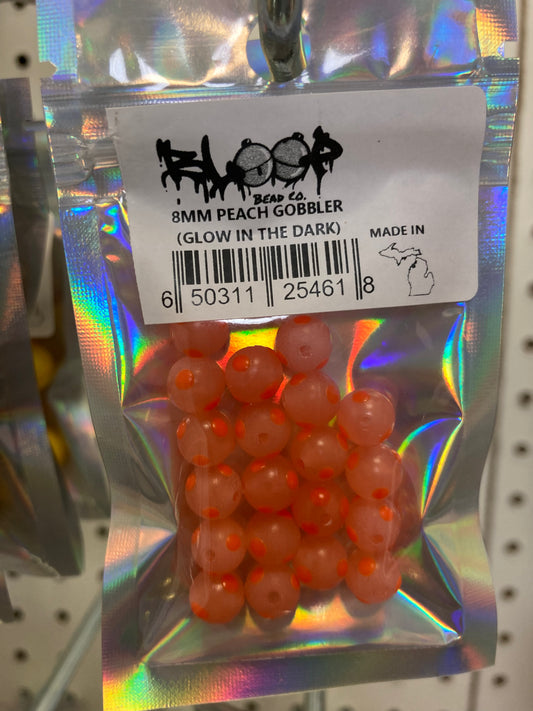 BLOOP
BEAD CO.
8MM PEACH GOBBLER
(GLOW IN THE DARK)
MADE IN
6 50311 25461 8